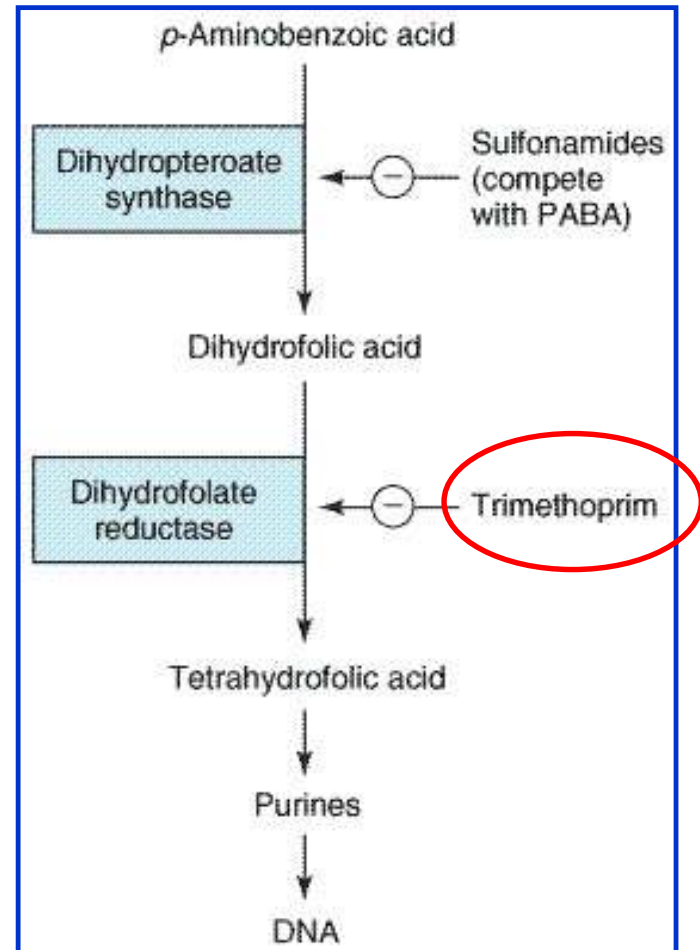 p-Aminobenzoic acid
Dihydropteroate
synthase
Sulfonamides
(compete
with PABA)
Dihydrofolic acid
Dihydrofolate
reductase
Trimethoprim
Tetrahydrofolic acid
Purines
DNA